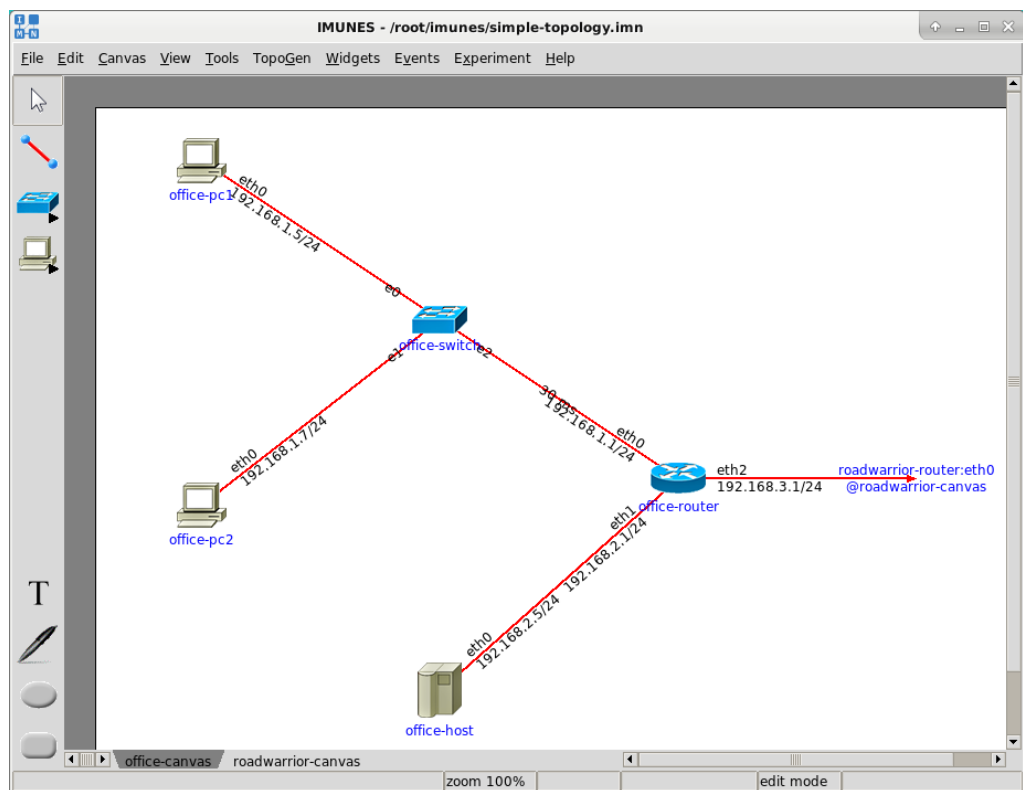 IMUNES - /root/imunes/simple-topology.imn
File Edit Canvas View Tools TopoGen Widgets Events Experiment Help
eth0
192.168.1.5/24
office-pc1
e0
office-switch
e1
e2
30 ms
192.168.1.1/24
eth0
192.168.1.7/24
eth0
office-pc2
eth2
192.168.3.1/24
roadwarrior-router:eth0
@roadwarrior-canvas
office-router
eth1
192.168.2.1/24
192.168.2.5/24
eth0
office-host
T
office-canvas roadwarrior-canvas
zoom 100% edit mode